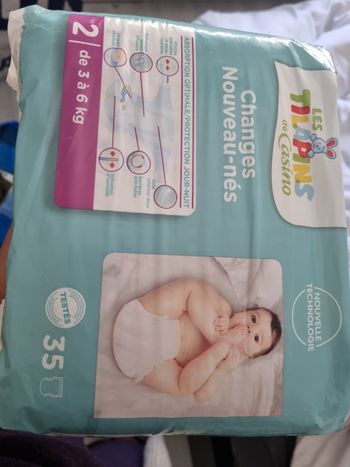 LES
TILAPINS
de Casino
Changes
Nouveau-nés
NOUVELLE
TECHNOLOGIE
ABSORPTION OPTIMALE/PROTECTION JOUR-NUIT
2 / de 3 à 6 kg
TESTÉS
35